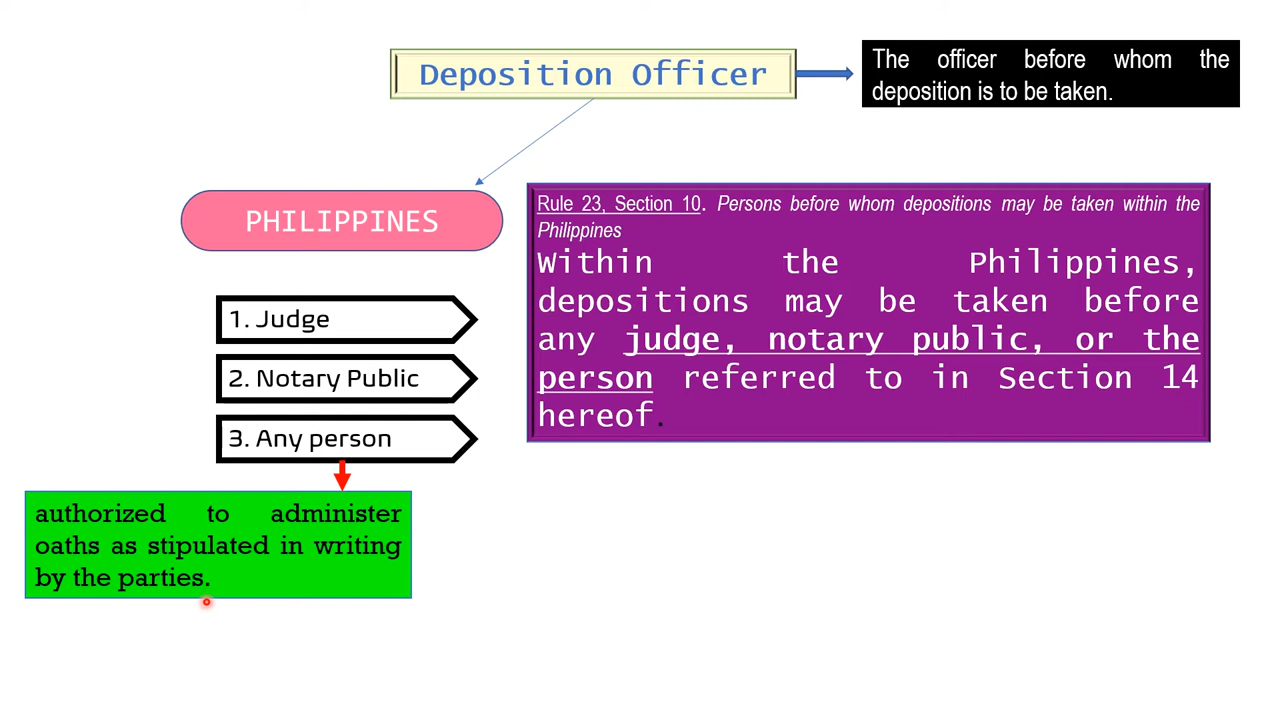 Deposition Officer
The officer before whom the
deposition is to be taken.
PHILIPPINES
Rule 23, Section 10. Persons before whom depositions may be taken within the
Philippines
Within the Philippines,
depositions may be taken before
any judge, notary public, or the
person referred to in Section 14
hereof.
1. Judge
2. Notary Public
3. Any person
authorized to administer
oaths as stipulated in writing
by the parties.